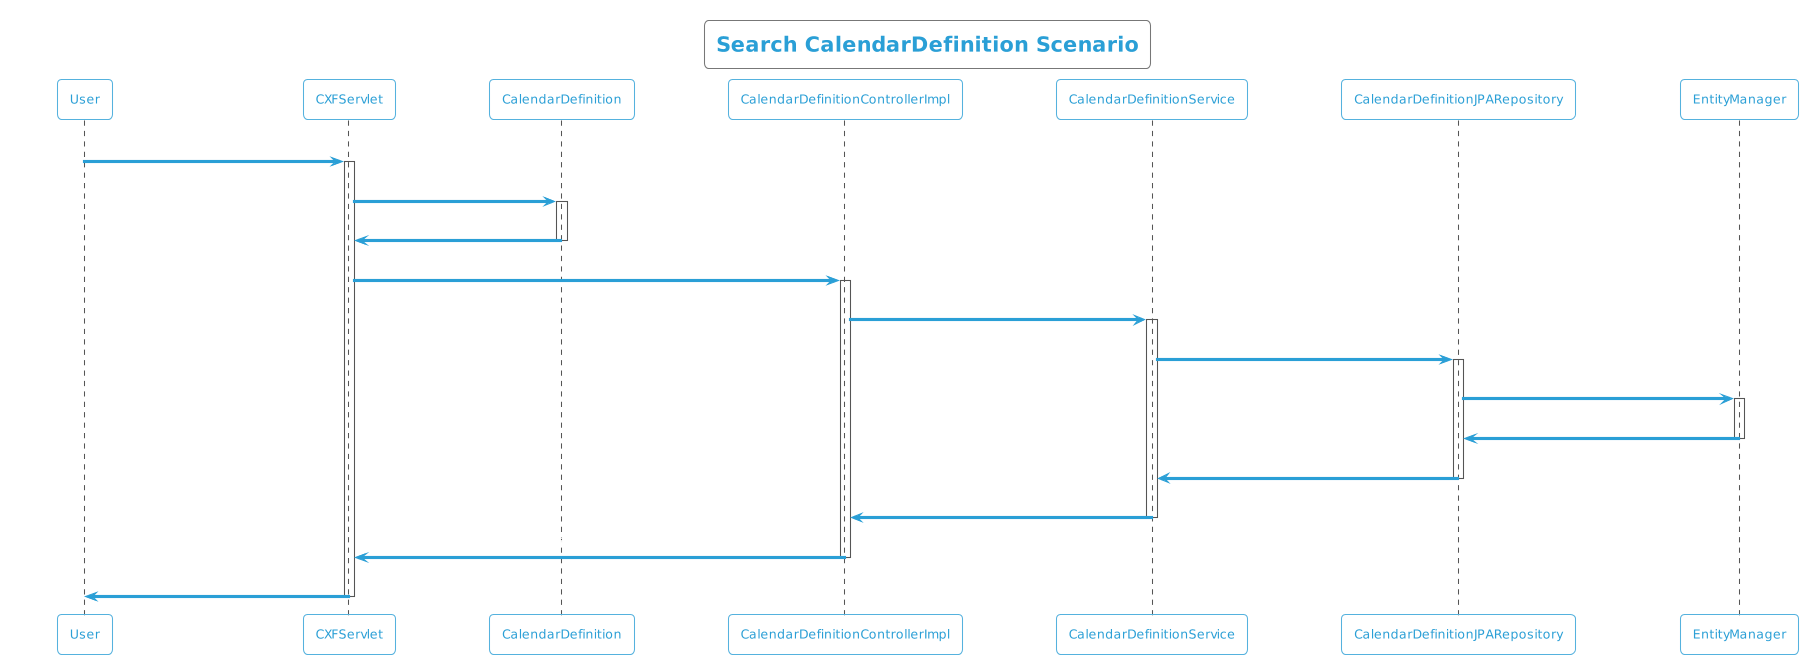 Search CalendarDefinition Scenario
User
CXFServlet
CalendarDefinition
CalendarDefinitionControllerImpl
CalendarDefinitionService
CalendarDefinitionJPARepository
EntityManager
User
CXFServlet
CalendarDefinition
CalendarDefinitionControllerImpl
CalendarDefinitionService
CalendarDefinitionJPARepository
EntityManager